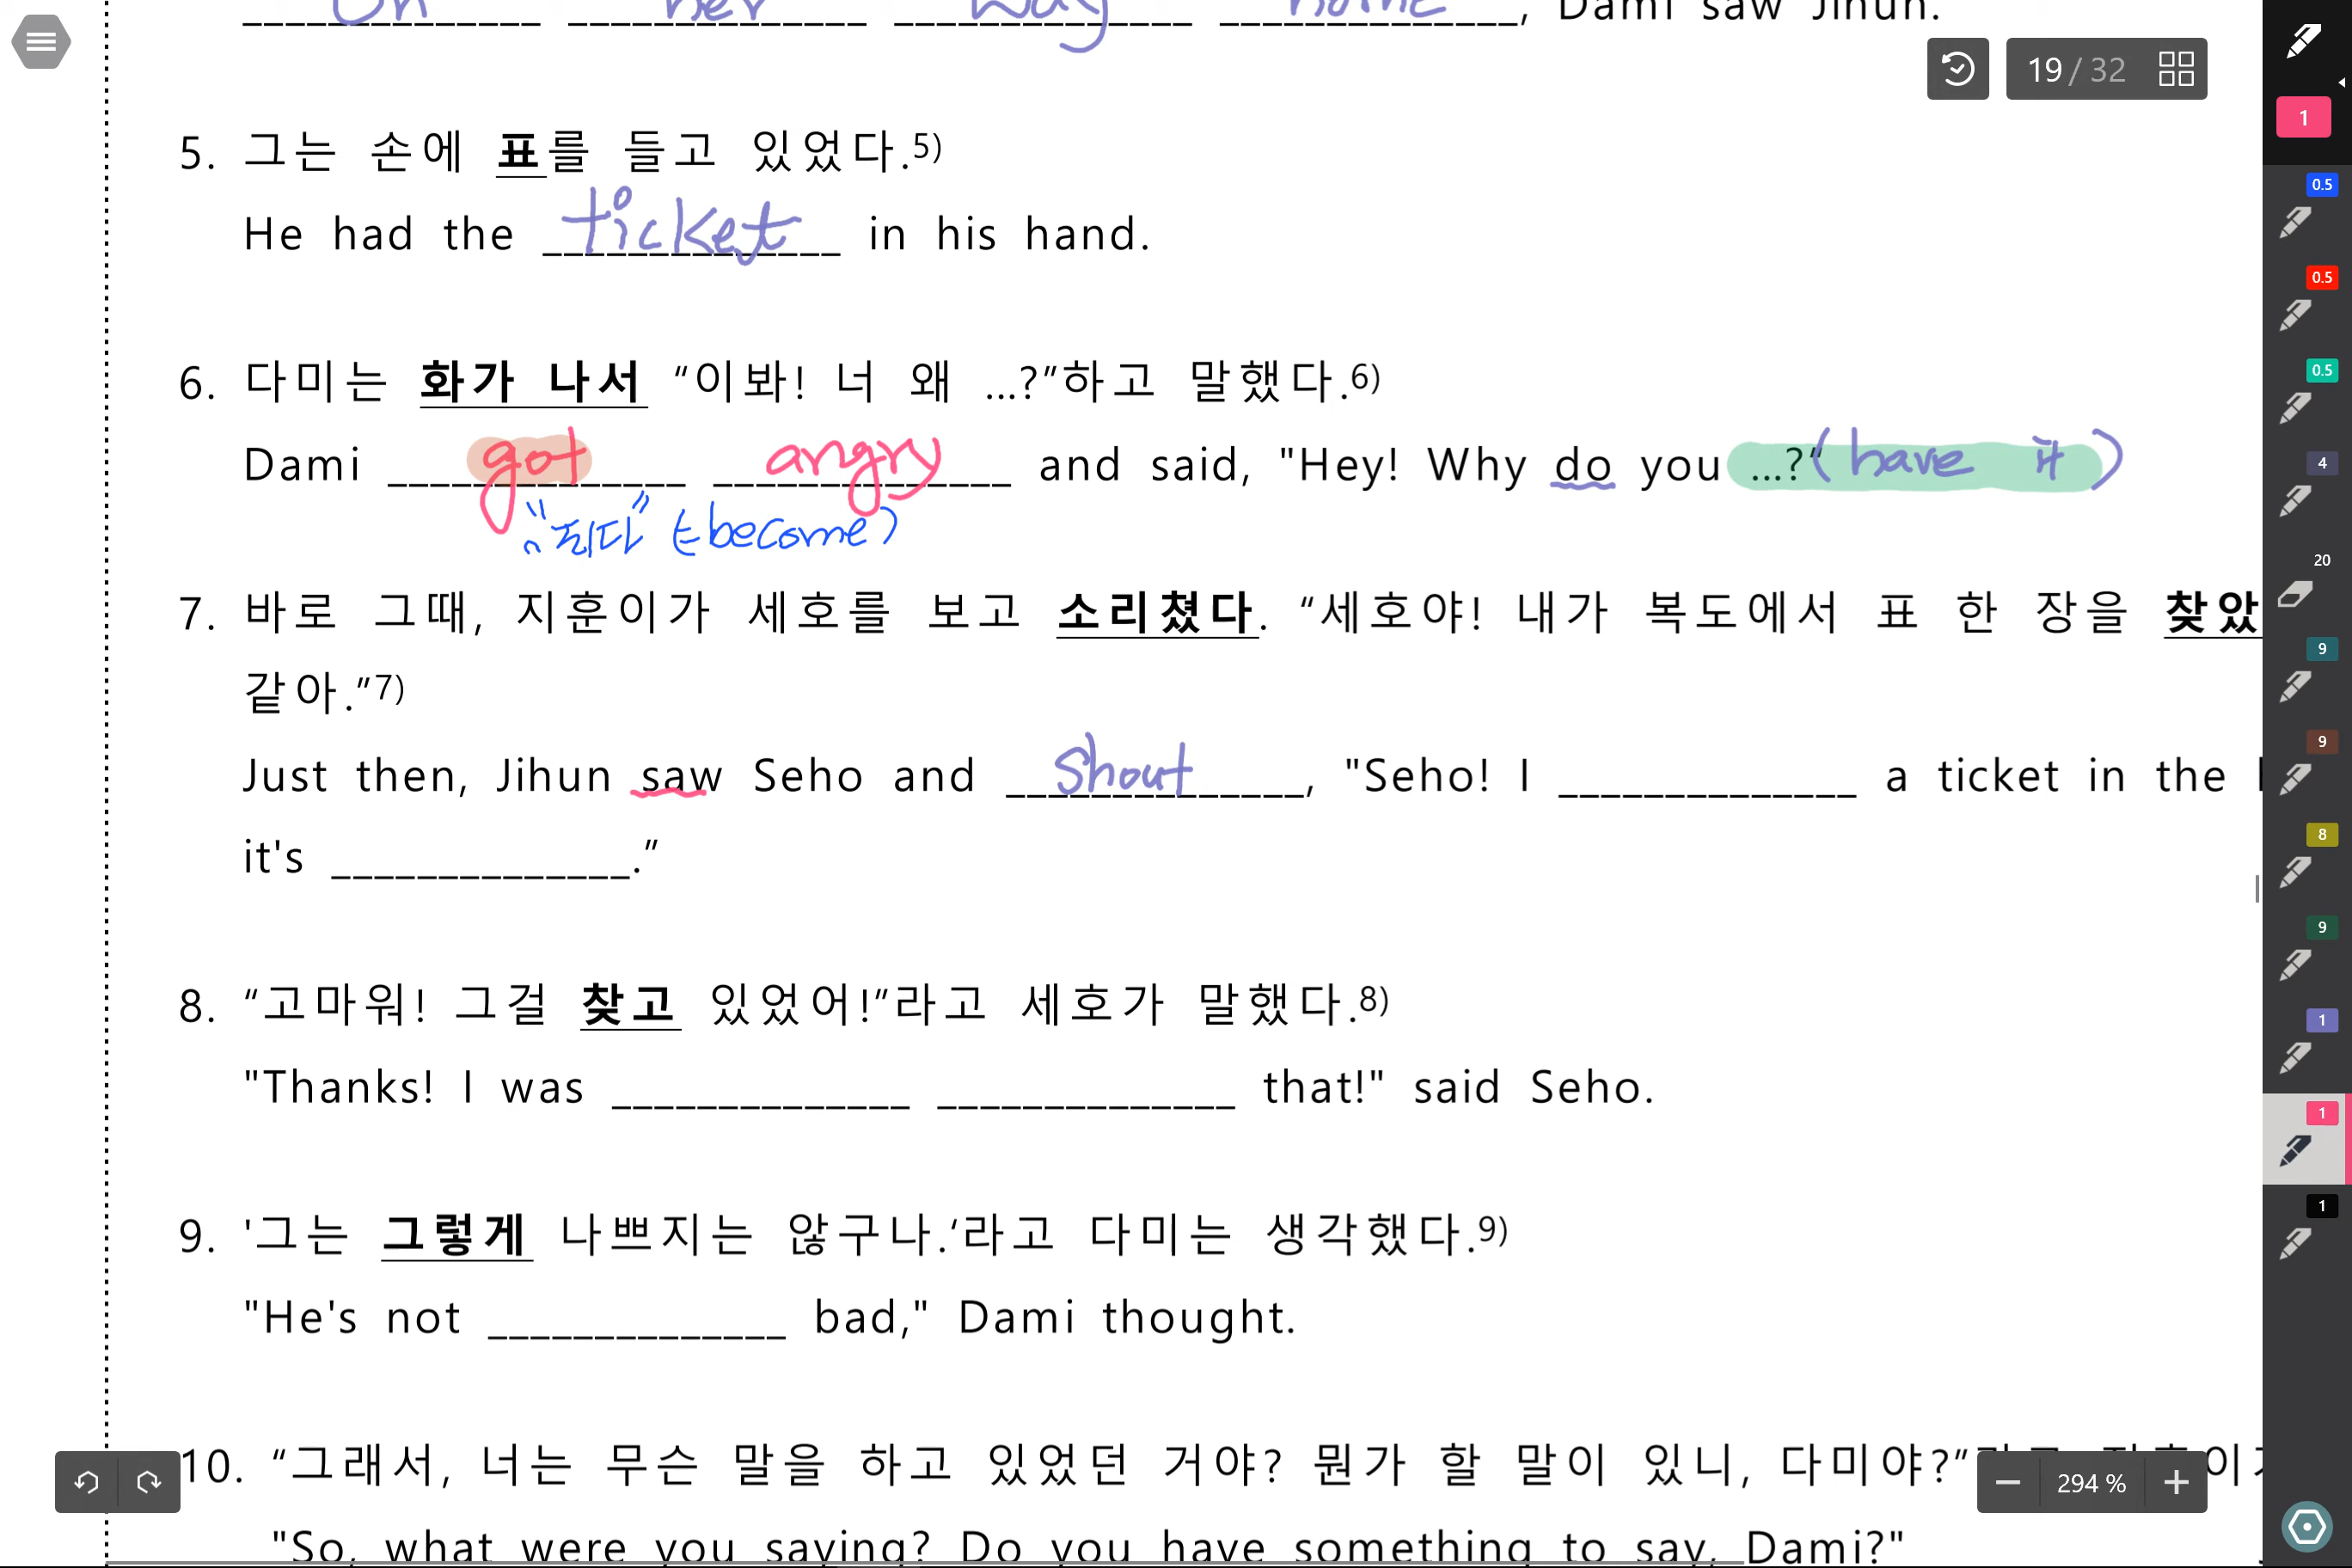 on her way home, Dami saw Jihun.
19 / 32
1
5. 그는 손에 표를 들고 있었다.5)
He had the ticket in his hand.
6. 다미는 화가 나서 “이봐! 너 왜 ...?”하고 말했다.6)
Dami got angry and said, "Hey! Why do you ...?“ (have it)
"~되다" (=become)
7. 바로 그때, 지훈이가 세호를 보고 소리쳤다. “세호야! 내가 복도에서 표 한 장을 찾았
같아.”7)
Just then, Jihun saw Seho and shout, "Seho! I ______________ a ticket in the
it's ______________.”
8. “고마워! 그걸 찾고 있었어!”라고 세호가 말했다.8)
"Thanks! I was ______________ ______________ that!" said Seho.
9. '그는 그렇게 나쁘지는 않구나.‘라고 다미는 생각했다.9)
"He's not ______________ bad," Dami thought.
10. “그래서, 너는 무슨 말을 하고 있었던 거야? 뭔가 할 말이 있니, 다미야?”
"So, what were you saying? Do you have something to say, Dami?"
294 %
0.5
0.5
0.5
4
20
9
9
8
9
1
1
1